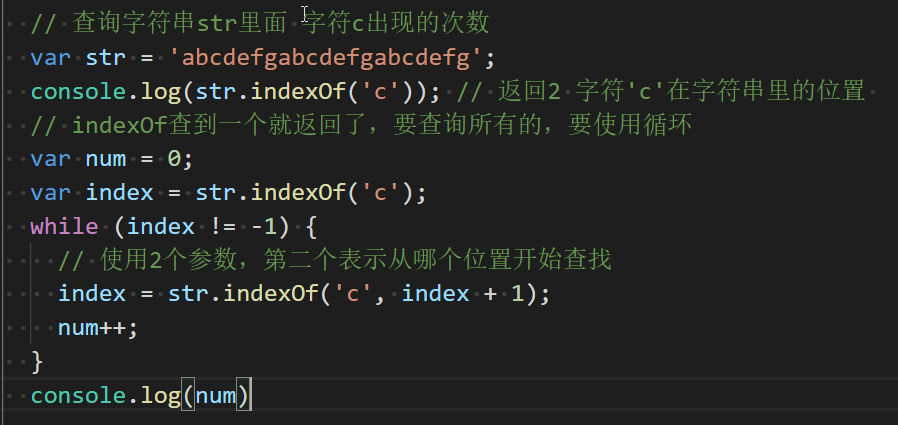 // 查询字符串str里面 字符c出现的次数
var str = 'abcdefgabcdefgabcdefg';
console.log(str.indexOf('c')); // 返回2 字符'c'在字符串里的位置
// indexOf查到一个就返回了，要查询所有的，要使用循环
var num = 0;
var index = str.indexOf('c');
while (index != -1) {
// 使用2个参数，第二个表示从哪个位置开始查找
index = str.indexOf('c', index + 1);
num++;
}
console.log(num)